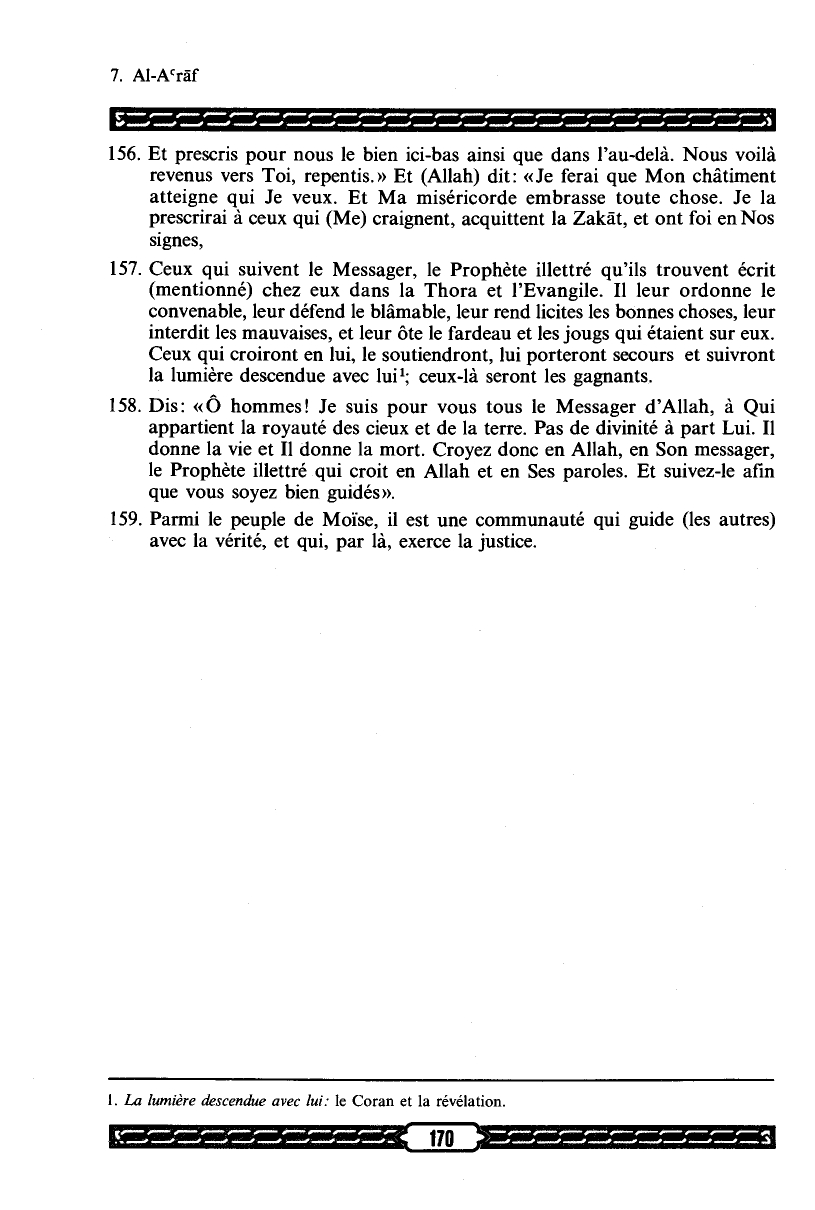 7. Al-Aᶜrāf
156. Et prescris pour nous le bien ici-bas ainsi que dans l'au-delà. Nous voilà
revenus vers Toi, repentis.» Et (Allah) dit: «Je ferai que Mon châtiment
atteigne qui Je veux. Et Ma miséricorde embrasse toute chose. Je la
prescrirai à ceux qui (Me) craignent, acquittent la Zakāt, et ont foi en Nos
signes,
157. Ceux qui suivent le Messager, le Prophète illettré qu'ils trouvent écrit
(mentionné) chez eux dans la Thora et l'Evangile. Il leur ordonne le
convenable, leur défend le blâmable, leur rend licites les bonnes choses, leur
interdit les mauvaises, et leur ôte le fardeau et les jougs qui étaient sur eux.
Ceux qui croiront en lui, le soutiendront, lui porteront secours et suivront
la lumière descendue avec lui¹; ceux-là seront les gagnants.
158. Dis: «Ô hommes! Je suis pour vous tous le Messager d'Allah, à Qui
appartient la royauté des cieux et de la terre. Pas de divinité à part Lui. Il
donne la vie et Il donne la mort. Croyez donc en Allah, en Son messager,
le Prophète illettré qui croit en Allah et en Ses paroles. Et suivez-le afin
que vous soyez bien guidés».
159. Parmi le peuple de Moïse, il est une communauté qui guide (les autres)
avec la vérité, et qui, par là, exerce la justice.
1. La lumière descendue avec lui: le Coran et la révélation.
170